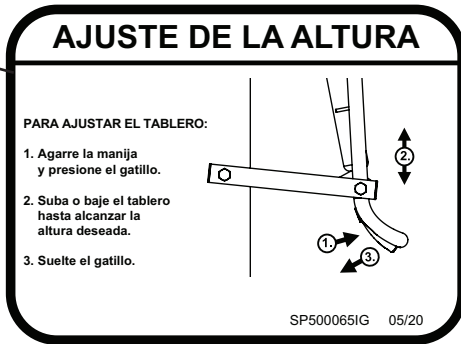 AJUSTE DE LA ALTURA
PARA AJUSTAR EL TABLERO:
1. Agarre la manija
y presione el gatillo.
2. Suba o baje el tablero
hasta alcanzar la
altura deseada.
3. Suelte el gatillo.
2.
1.
3.
SP500065IG 05/20